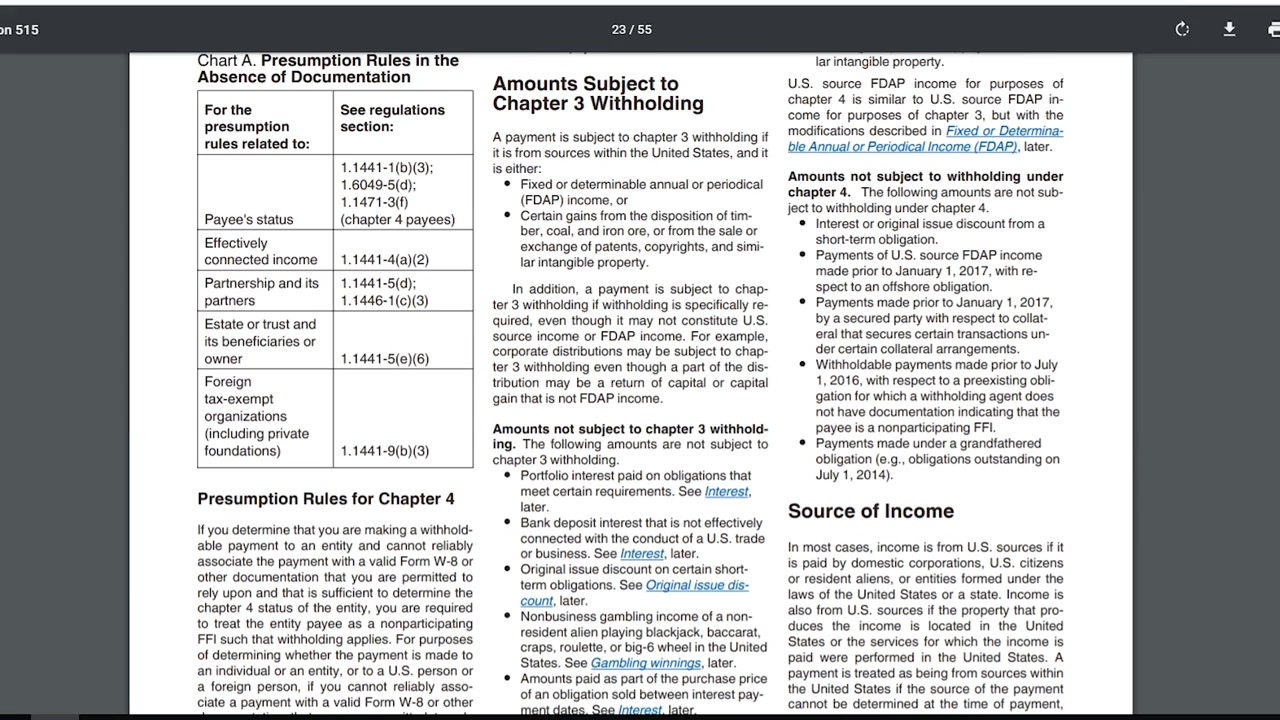 on 515
23 / 55
Chart A. Presumption Rules in the
Absence of Documentation
For the
presumption
rules related to:
See regulations
section:
Payee's status
1.1441-1(b)(3);
1.6049-5(d);
1.1471-3(f)
(chapter 4 payees)
Effectively
connected income
1.1441-4(a)(2)
Partnership and its
partners
1.1441-5(d);
1.1446-1(c)(3)
Estate or trust and
its beneficiaries or
owner
1.1441-5(e)(6)
Foreign
tax-exempt
organizations
(including private
foundations)
1.1441-9(b)(3)
Presumption Rules for Chapter 4
If you determine that you are making a withhold-
able payment to an entity and cannot reliably
associate the payment with a valid Form W-8 or
other documentation that you are permitted to
rely upon and that is sufficient to determine the
chapter 4 status of the entity, you are required
to treat the entity payee as a nonparticipating
FFI such that withholding applies. For purposes
of determining whether the payment is made to
an individual or an entity, or to a U.S. person or
a foreign person, if you cannot reliably asso-
ciate a payment with a valid Form W-8 or other
Amounts Subject to
Chapter 3 Withholding
A payment is subject to chapter 3 withholding if
it is from sources within the United States, and it
is either:
• Fixed or determinable annual or periodical
(FDAP) income, or
• Certain gains from the disposition of tim-
ber, coal, and iron ore, or from the sale or
exchange of patents, copyrights, and simi-
lar intangible property.
In addition, a payment is subject to chap-
ter 3 withholding if withholding is specifically re-
quired, even though it may not constitute U.S.
source income or FDAP income. For example,
corporate distributions may be subject to chap-
ter 3 withholding even though a part of the dis-
tribution may be a return of capital or capital
gain that is not FDAP income.
Amounts not subject to chapter 3 withhold-
ing. The following amounts are not subject to
chapter 3 withholding.
• Portfolio interest paid on obligations that
meet certain requirements. See Interest,
later.
• Bank deposit interest that is not effectively
connected with the conduct of a U.S. trade
or business. See Interest, later.
• Original issue discount on certain short-
term obligations. See Original issue dis-
count, later.
• Nonbusiness gambling income of a non-
resident alien playing blackjack, baccarat,
craps, roulette, or big-6 wheel in the United
States. See Gambling winnings, later.
• Amounts paid as part of the purchase price
of an obligation sold between interest pay-
ment dates. See Interest, later.
lar intangible property.
U.S. source FDAP income for purposes of
chapter 4 is similar to U.S. source FDAP in-
come for purposes of chapter 3, but with the
modifications described in Fixed or Determina-
ble Annual or Periodical Income (FDAP), later.
Amounts not subject to withholding under
chapter 4. The following amounts are not sub-
ject to withholding under chapter 4.
• Interest or original issue discount from a
short-term obligation.
• Payments of U.S. source FDAP income
made prior to January 1, 2017, with re-
spect to an offshore obligation.
• Payments made prior to January 1, 2017,
by a secured party with respect to collat-
eral that secures certain transactions un-
der certain collateral arrangements.
• Withholdable payments made prior to July
1, 2016, with respect to a preexisting obli-
gation for which a withholding agent does
not have documentation indicating that the
payee is a nonparticipating FFI.
• Payments made under a grandfathered
obligation (e.g., obligations outstanding on
July 1, 2014).
Source of Income
In most cases, income is from U.S. sources if it
is paid by domestic corporations, U.S. citizens
or resident aliens, or entities formed under the
laws of the United States or a state. Income is
also from U.S. sources if the property that pro-
duces the income is located in the United
States or the services for which the income is
paid were performed in the United States. A
payment is treated as being from sources within
the United States if the source of the payment
cannot be determined at the time of payment,